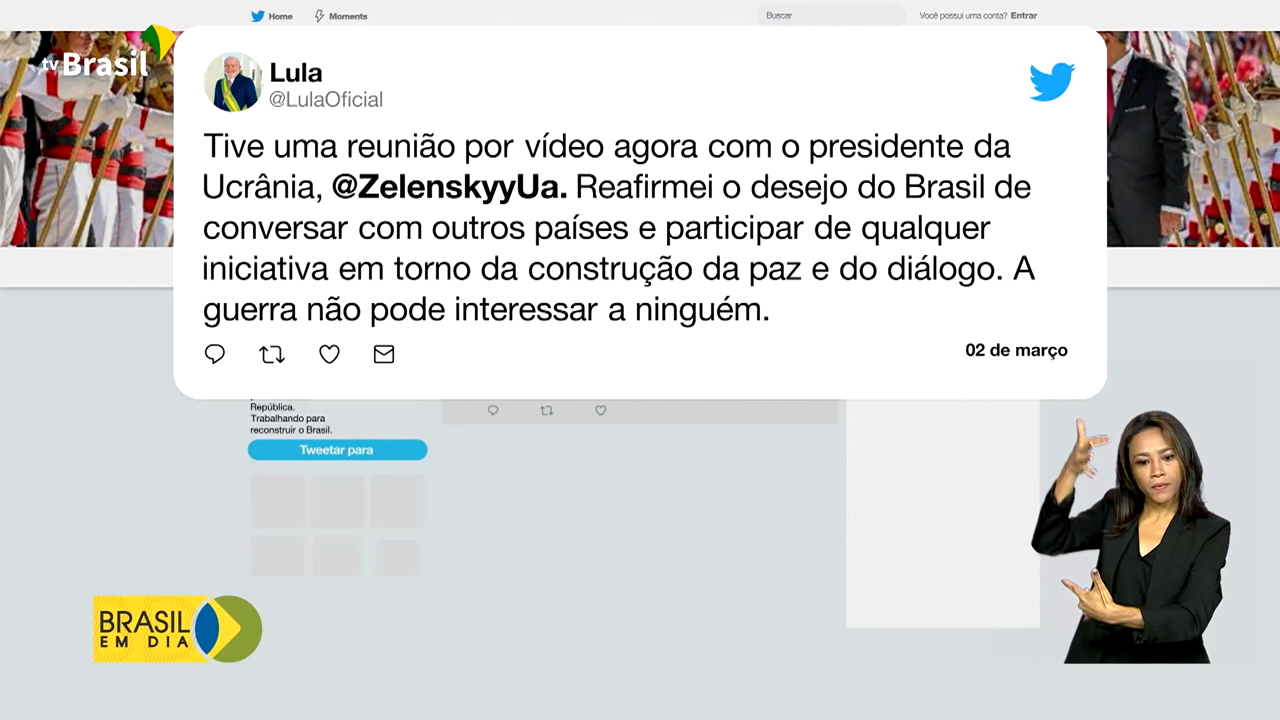 Home
Moments
Buscar
Você possui uma conta? Entrar
tv Brasil
Lula
@LulaOficial
Tive uma reunião por vídeo agora com o presidente da
Ucrânia, @ZelenskyyUa. Reafirmei o desejo do Brasil de
conversar com outros países e participar de qualquer
iniciativa em torno da construção da paz e do diálogo. A
guerra não pode interessar a ninguém.
02 de março
República.
Trabalhando para
reconstruir o Brasil.
Tweetar para
BRASIL
EM DIA